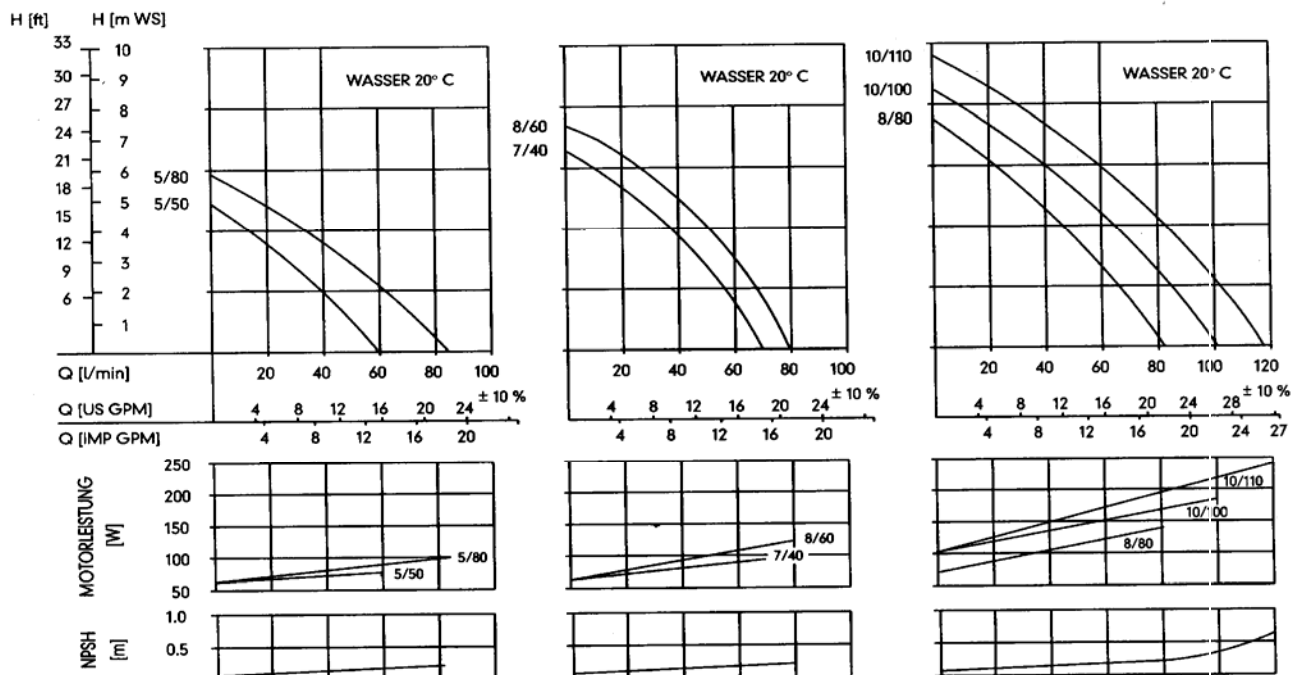 H [ft] H [m WS]
33 10
30 9
27 8
24 7
21 6
18 5
15 4
12 3
9 2
6 1
WASSER 20° C
5/80
5/50
WASSER 20° C
8/60
7/40
WASSER 20° C
10/110
10/100
8/80
Q [l/min] 20 40 60 80 100 20 40 60 80 100 20 40 60 80 100 120
± 10 % ± 10 % ± 10 %
Q [US GPM] 4 8 12 16 20 24 4 8 12 16 20 24 4 8 12 16 20 24 28
Q [iMP GPM] 4 8 12 16 20 4 8 12 16 20 4 8 12 16 20 24 27
MOTORLEISTUNG
[W]
250
200
150
100
50
5/80
5/50
8/60
7/40
10/110
10/100
8/80
NPSH
[m]
1.0
0.5